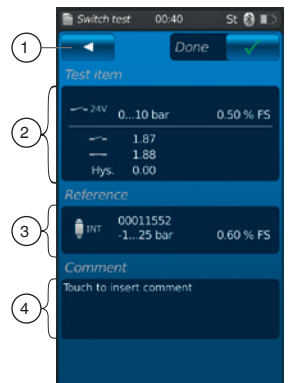 Switch test 00:40 St
1
Done
Test item
2
24V 0...10 bar 0.50 % FS
1.87
1.88
Hys. 0.00
Reference
3
INT 00011552
-1...25 bar 0.60 % FS
Comment
4
Touch to insert comment